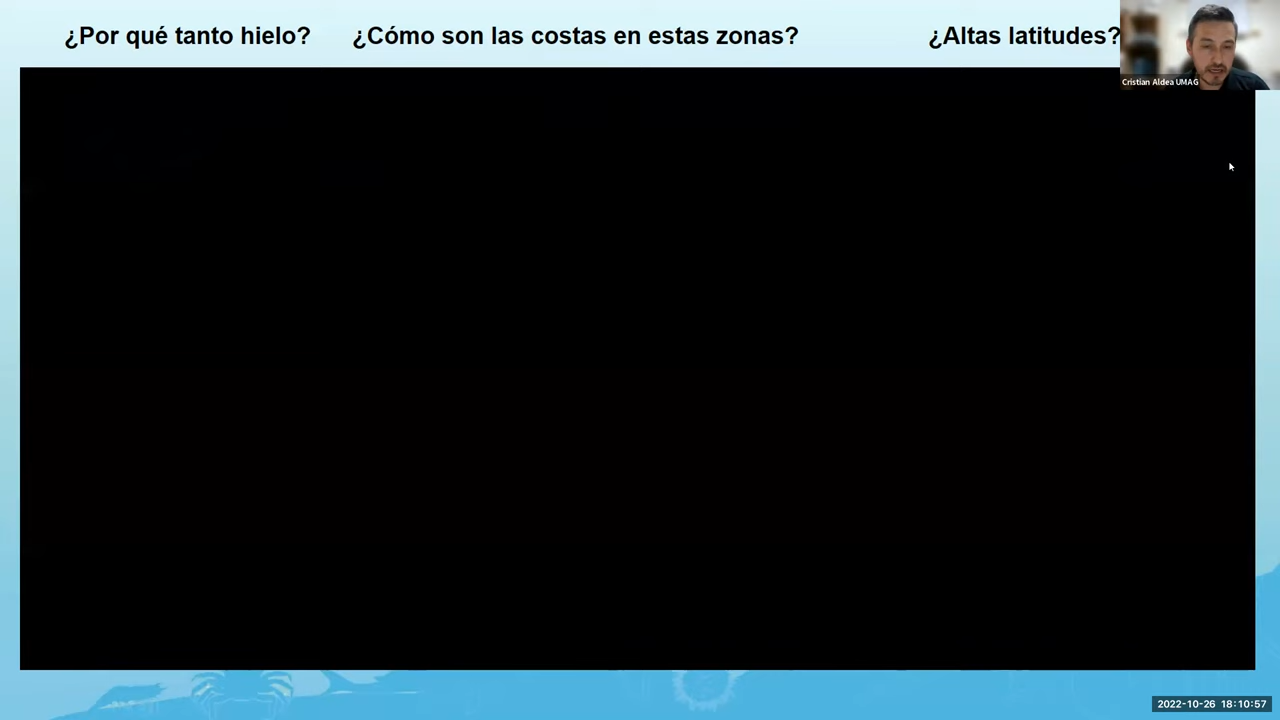 ¿Por qué tanto hielo? ¿Cómo son las costas en estas zonas? ¿Altas latitudes?
Cristian Aldea UMAG
2022-10-26 18:10:57